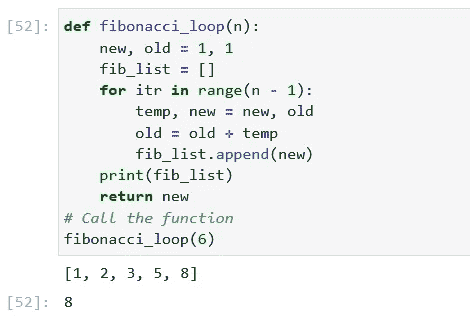 [52]: def fibonacci_loop(n):
    new, old = 1, 1
    fib_list = []
    for itr in range(n - 1):
        temp, new = new, old
        old = old + temp
        fib_list.append(new)
    print(fib_list)
    return new
# Call the function
fibonacci_loop(6)
[1, 2, 3, 5, 8]
[52]: 8